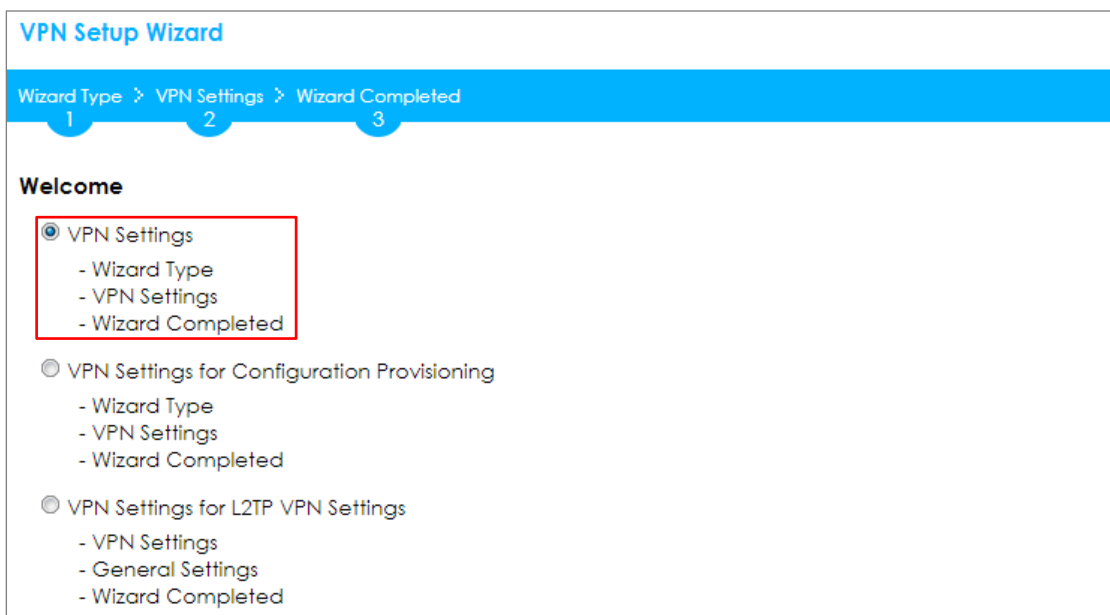 VPN Setup Wizard
Wizard Type > VPN Settings > Wizard Completed
1 2 3
Welcome
VPN Settings
- Wizard Type
- VPN Settings
- Wizard Completed
VPN Settings for Configuration Provisioning
- Wizard Type
- VPN Settings
- Wizard Completed
VPN Settings for L2TP VPN Settings
- VPN Settings
- General Settings
- Wizard Completed